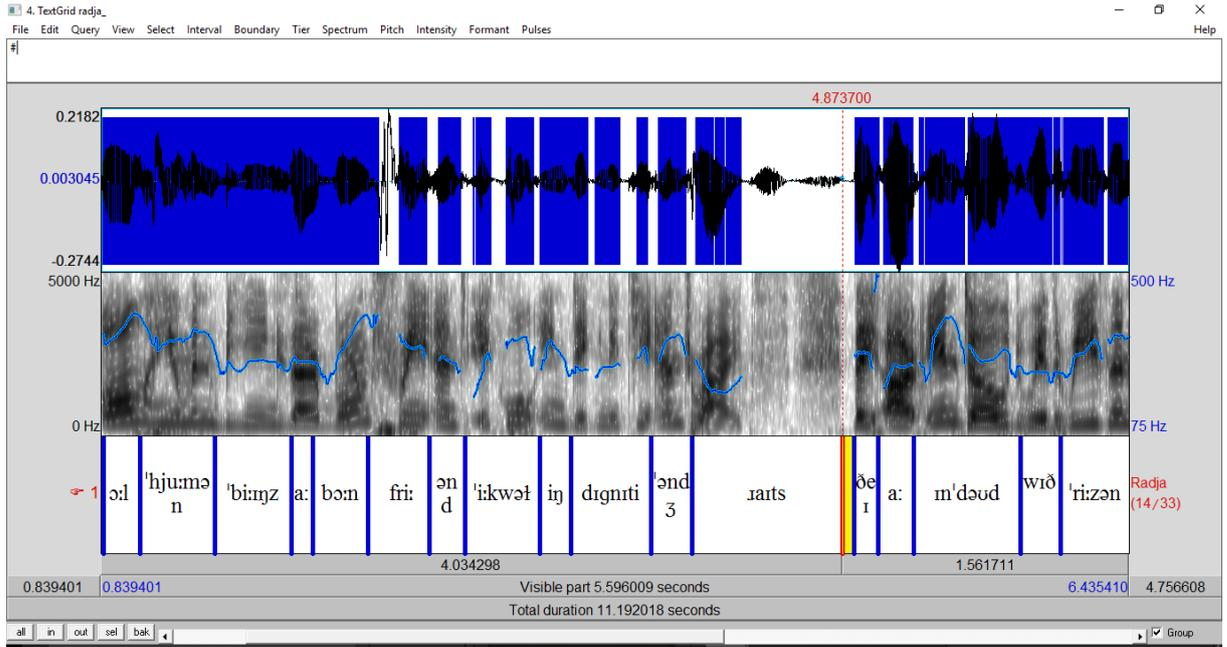 4. TextGrid radja_
File Edit Query View Select Interval Boundary Tier Spectrum Pitch Intensity Formant Pulses Help
#
4.873700
0.2182
0.003045
-0.2744
5000 Hz 500 Hz
0 Hz 75 Hz
☞ 1 ɔːl ˈhjuːmə n ˈbiːɪŋz aː bɔːn friː ən d ˈiːkwəɫ iŋ dɪɡnɪti ˈənd ʒ ɹaɪts ðe ɪ aː ɪnˈdəʊd wɪð ˈriːzən Radja (14/33)
4.034298 1.561711
0.839401 0.839401 Visible part 5.596009 seconds 6.435410 4.756608
Total duration 11.192018 seconds
all in out sel bak Group